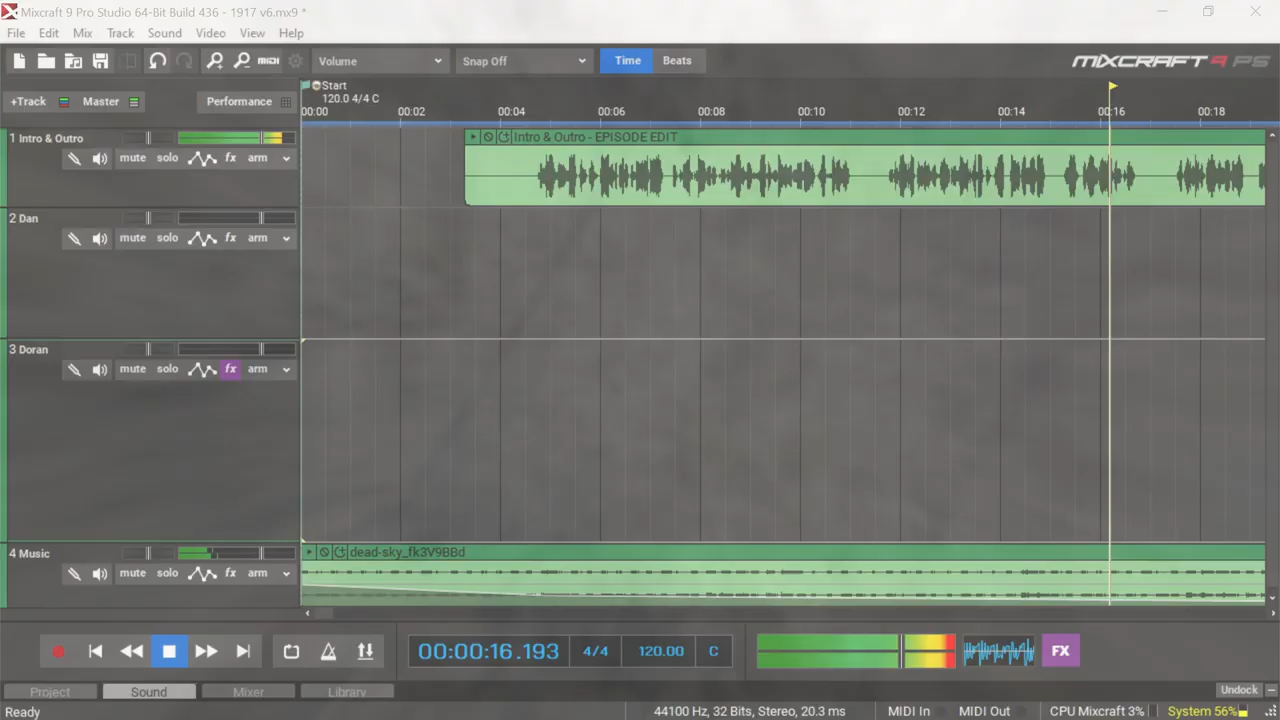 Mixcraft 9 Pro Studio 64-Bit Build 436 - 1917 v6.mx9 *
File Edit Mix Track Sound Video View Help
MIDI Volume Snap Off Time Beats MIXCRAFT 9 PS
Start
+Track Master Performance 120.0 4/4 C
00:00 00:02 00:04 00:06 00:08 00:10 00:12 00:14 00:16 00:18
1 Intro & Outro Intro & Outro - EPISODE EDIT
mute solo fx arm
2 Dan
mute solo fx arm
3 Doran
mute solo fx arm
4 Music dead-sky_fk3V9BBd
mute solo fx arm
00:00:16.193 4/4 120.00 C FX
Project Sound Mixer Library Undock
Ready 44100 Hz, 32 Bits, Stereo, 20.3 ms MIDI In MIDI Out CPU Mixcraft 3% System 56%